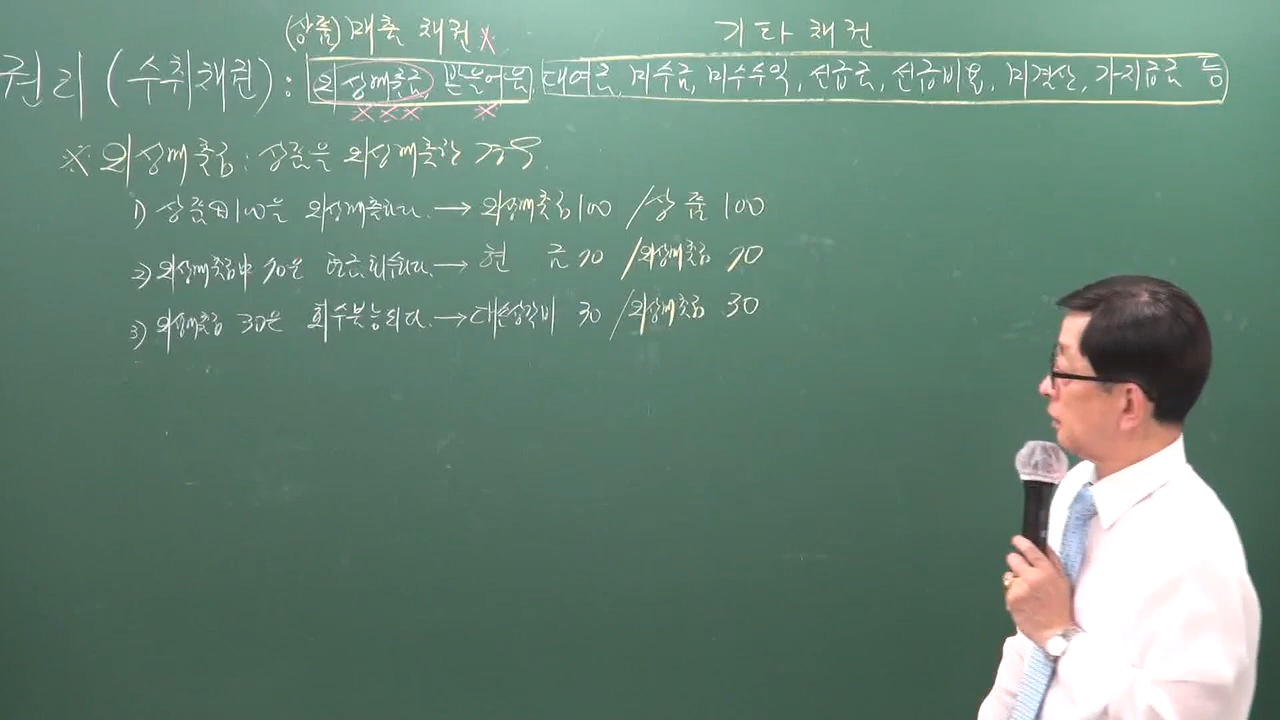 (상품)매출채권 기타채권
권리(수취채권): 외상매출금, 받을어음, 대여금, 미수금, 미수수익, 선급금, 선급비용, 미결산, 가지급금 등
※ 외상매출금: 상품을 외상매출한 경우.
1) 상품 ₩100을 외상매출하다. → 외상매출금 100 / 상품 100
2) 외상매출금 中 70은 현금회수하다. → 현금 70 / 외상매출금 70
3) 외상매출금 30은 회수불능되다. → 대손상각비 30 / 외상매출금 30